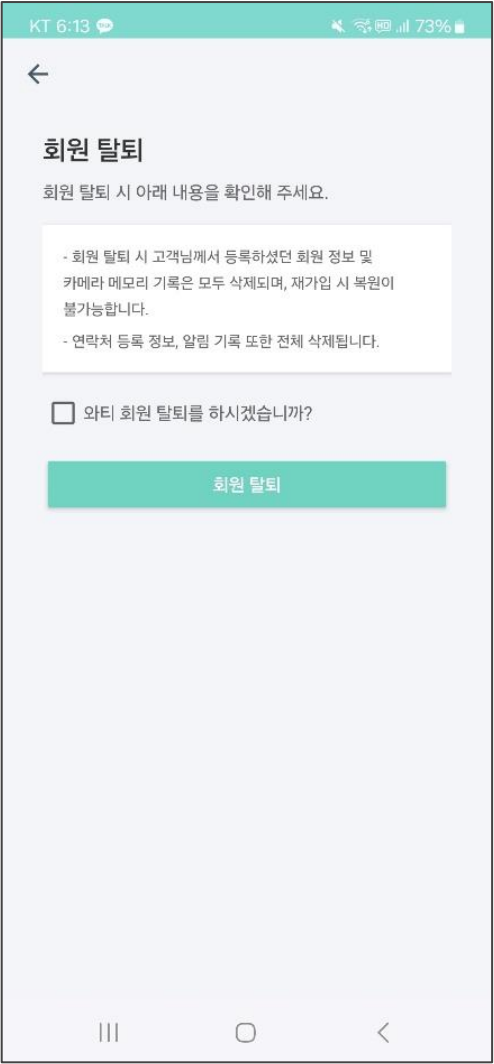 KT 6:13
73%
회원 탈퇴
회원 탈퇴 시 아래 내용을 확인해 주세요.
- 회원 탈퇴 시 고객님께서 등록하셨던 회원 정보 및
카메라 메모리 기록은 모두 삭제되며, 재가입 시 복원이
불가능합니다.
- 연락처 등록 정보, 알림 기록 또한 전체 삭제됩니다.
와티 회원 탈퇴를 하시겠습니까?
회원 탈퇴